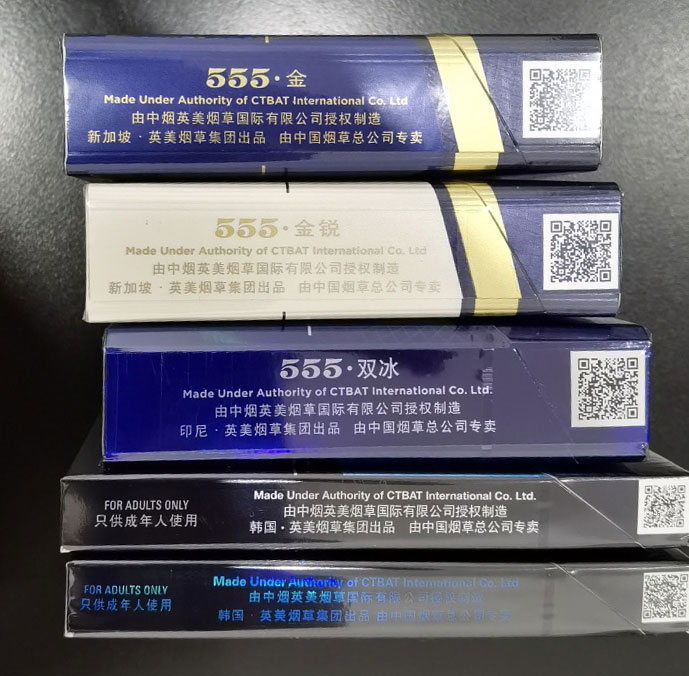 555·金
Made Under Authority of CTBAT International Co. Ltd
由中烟英美烟草国际有限公司授权制造
新加坡·英美烟草集团出品 由中国烟草总公司专卖
555·金锐
Made Under Authority of CTBAT International Co. Ltd
由中烟英美烟草国际有限公司授权制造
新加坡·英美烟草集团出品 由中国烟草总公司专卖
555·双冰
Made Under Authority of CTBAT International Co. Ltd.
由中烟英美烟草国际有限公司授权制造
印尼·英美烟草集团出品 由中国烟草总公司专卖
FOR ADULTS ONLY
只供成年人使用
Made Under Authority of CTBAT International Co. Ltd.
由中烟英美烟草国际有限公司授权制造
韩国·英美烟草集团出品 由中国烟草总公司专卖
FOR ADULTS ONLY
只供成年人使用
Made Under Authority of CTBAT International Co. Ltd
由中烟英美烟草国际有限公司授权制造
韩国·英美烟草集团出品 由中国烟草总公司专卖